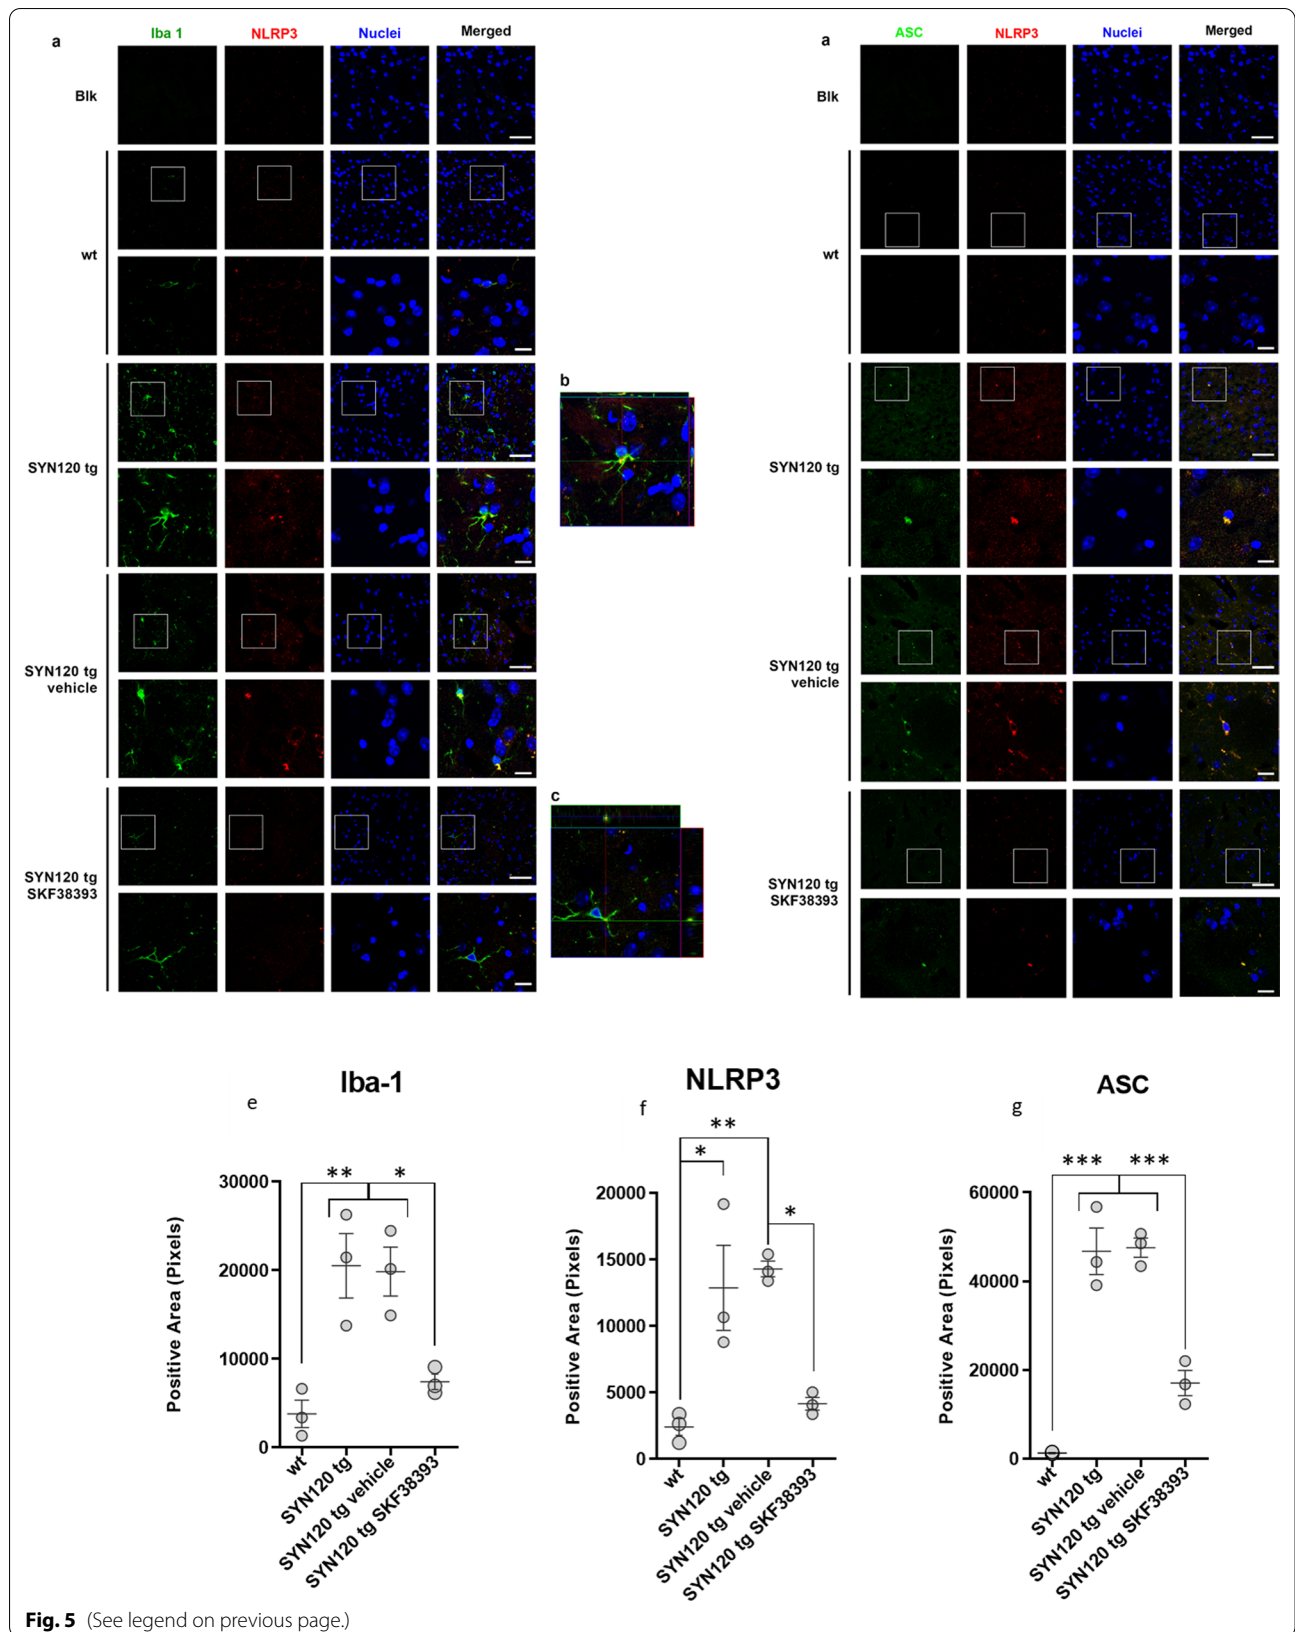 a
Iba 1 NLRP3 Nuclei Merged
Blk
wt
SYN120 tg
SYN120 tg
vehicle
SYN120 tg
SKF38393
b
c
a
ASC NLRP3 Nuclei Merged
Blk
wt
SYN120 tg
SYN120 tg
vehicle
SYN120 tg
SKF38393
e
Iba-1
Positive Area (Pixels)
** *
30000
20000
10000
0
wt
SYN120 tg
SYN120 tg vehicle
SYN120 tg SKF38393
f
NLRP3
Positive Area (Pixels)
**
*
*
20000
15000
10000
5000
0
wt
SYN120 tg
SYN120 tg vehicle
SYN120 tg SKF38393
g
ASC
Positive Area (Pixels)
*** ***
60000
40000
20000
0
wt
SYN120 tg
SYN120 tg vehicle
SYN120 tg SKF38393
Fig. 5 (See legend on previous page.)